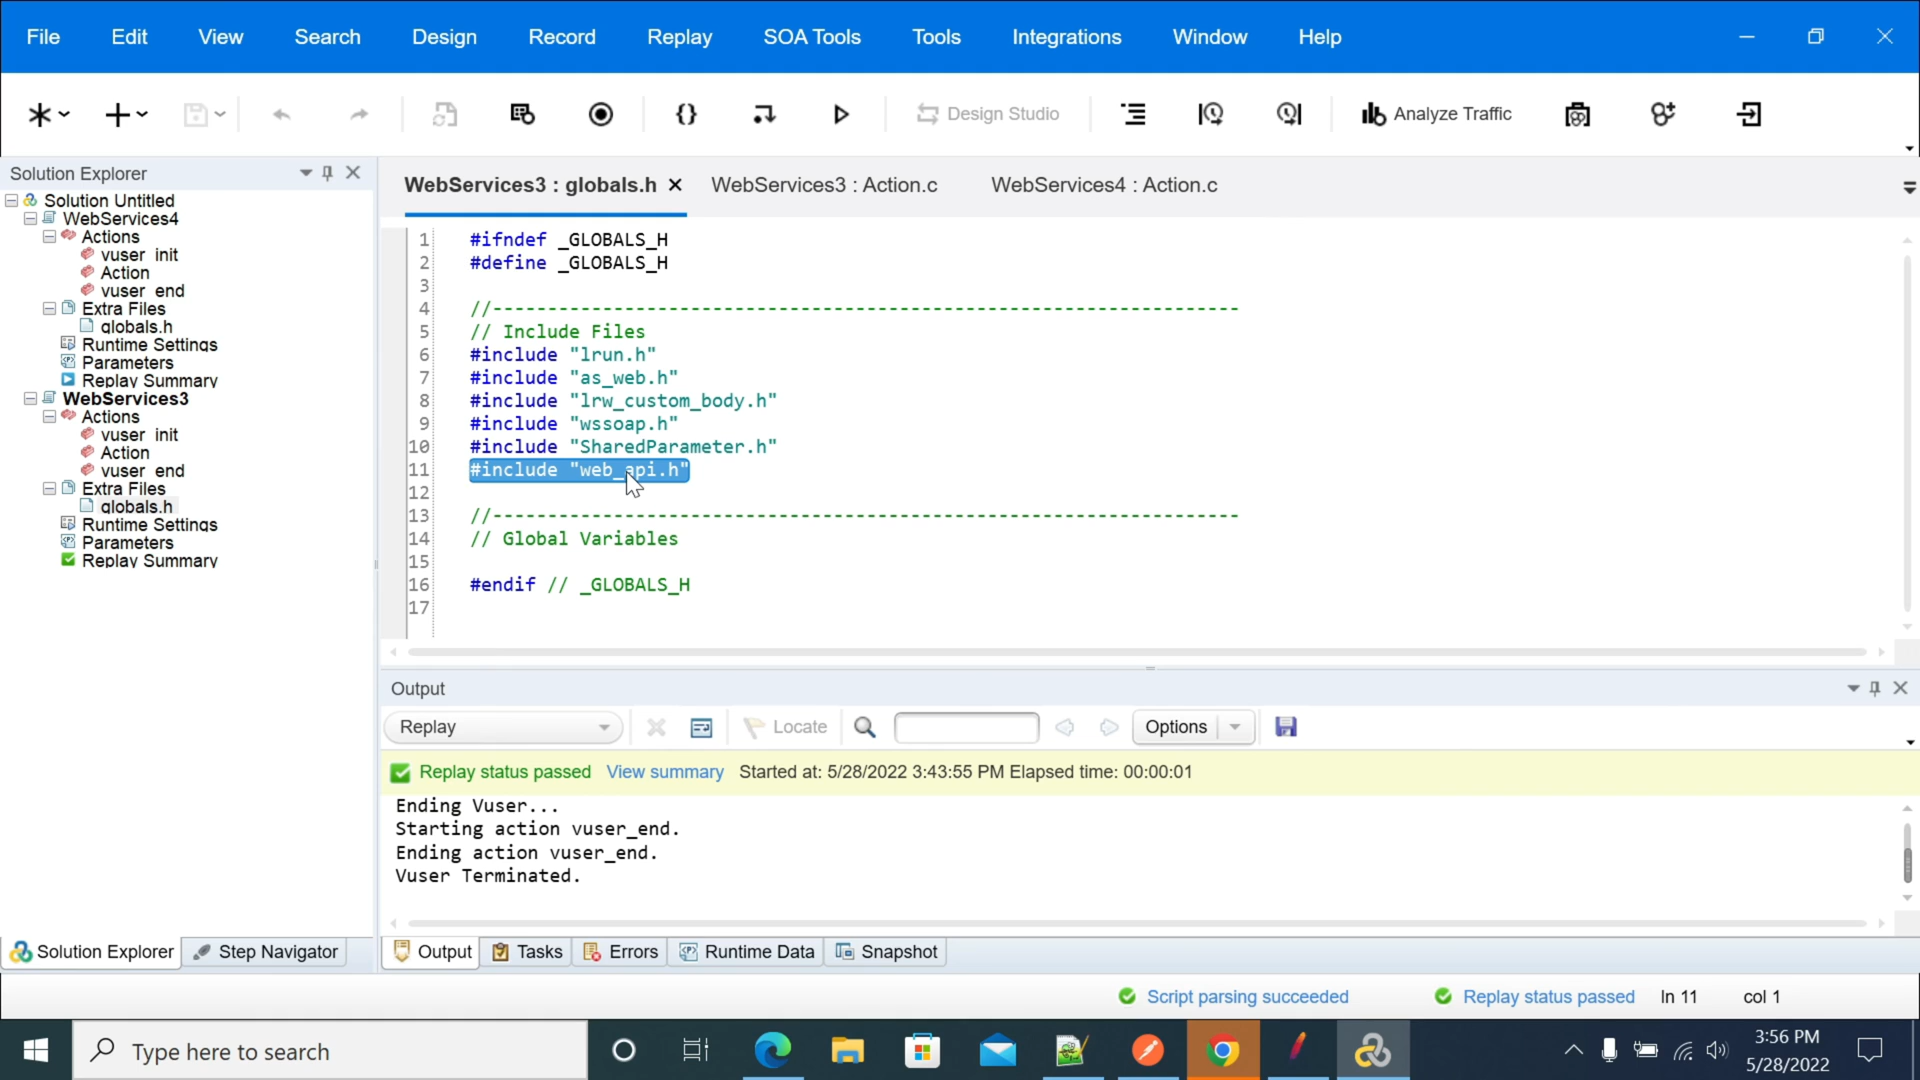 File Edit View Search Design Record Replay SOA Tools Tools Integrations Window Help
Design Studio Analyze Traffic
Solution Explorer
Solution Untitled
WebServices4
Actions
vuser_init
Action
vuser_end
Extra Files
globals.h
Runtime Settings
Parameters
Replay Summary
WebServices3
Actions
vuser_init
Action
vuser_end
Extra Files
globals.h
Runtime Settings
Parameters
Replay Summary
WebServices3 : globals.h WebServices3 : Action.c WebServices4 : Action.c
1 #ifndef _GLOBALS_H
2 #define _GLOBALS_H
3
4 //--------------------------------------------------------------------
5 // Include Files
6 #include "lrun.h"
7 #include "as_web.h"
8 #include "lrw_custom_body.h"
9 #include "wssoap.h"
10 #include "SharedParameter.h"
11 #include "web_api.h"
12
13 //--------------------------------------------------------------------
14 // Global Variables
15
16 #endif // _GLOBALS_H
17
Output
Replay Locate Options
Replay status passed View summary Started at: 5/28/2022 3:43:55 PM Elapsed time: 00:00:01
Ending Vuser...
Starting action vuser_end.
Ending action vuser_end.
Vuser Terminated.
Solution Explorer Step Navigator Output Tasks Errors Runtime Data Snapshot
Script parsing succeeded Replay status passed ln 11 col 1
Type here to search
3:56 PM
5/28/2022